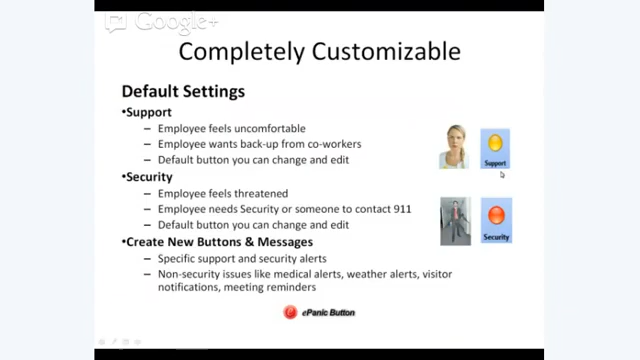 Google+
Completely Customizable
Default Settings
•Support
– Employee feels uncomfortable
– Employee wants back-up from co-workers
– Default button you can change and edit
Support
•Security
– Employee feels threatened
– Employee needs Security or someone to contact 911
– Default button you can change and edit
Security
•Create New Buttons & Messages
– Specific support and security alerts
– Non-security issues like medical alerts, weather alerts, visitor
notifications, meeting reminders
ePanic Button